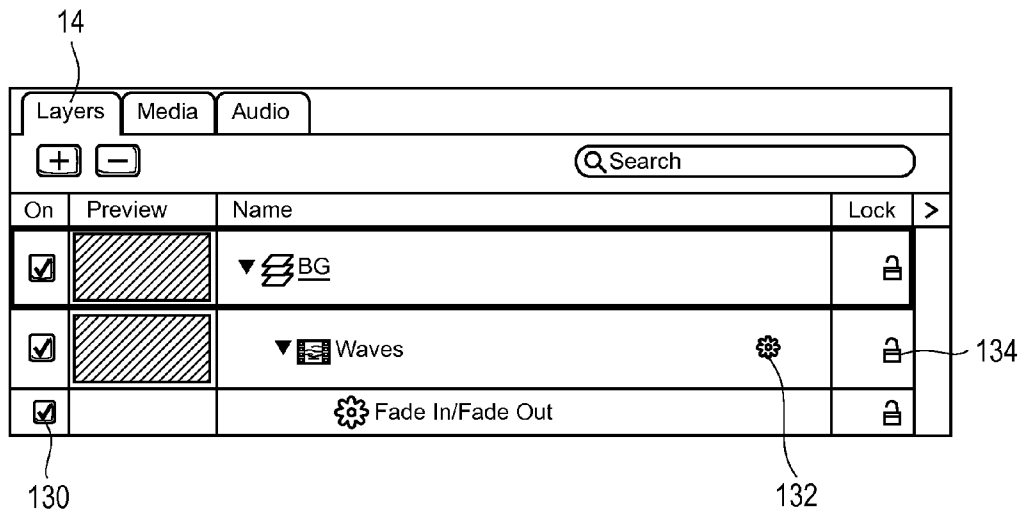 14
Layers Media Audio
+ − Search
On Preview Name Lock >
BG
Waves
134
Fade In/Fade Out
130
132